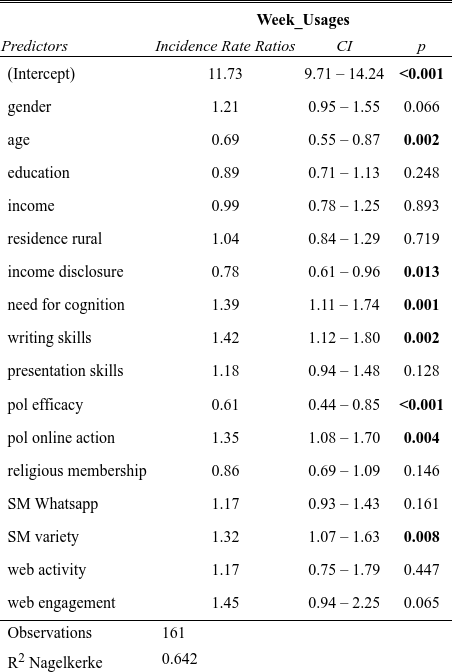 Week_Usages
Predictors Incidence Rate Ratios CI p
(Intercept) 11.73 9.71 – 14.24 <0.001
gender 1.21 0.95 – 1.55 0.066
age 0.69 0.55 – 0.87 0.002
education 0.89 0.71 – 1.13 0.248
income 0.99 0.78 – 1.25 0.893
residence rural 1.04 0.84 – 1.29 0.719
income disclosure 0.78 0.61 – 0.96 0.013
need for cognition 1.39 1.11 – 1.74 0.001
writing skills 1.42 1.12 – 1.80 0.002
presentation skills 1.18 0.94 – 1.48 0.128
pol efficacy 0.61 0.44 – 0.85 <0.001
pol online action 1.35 1.08 – 1.70 0.004
religious membership 0.86 0.69 – 1.09 0.146
SM Whatsapp 1.17 0.93 – 1.43 0.161
SM variety 1.32 1.07 – 1.63 0.008
web activity 1.17 0.75 – 1.79 0.447
web engagement 1.45 0.94 – 2.25 0.065
Observations 161
R2 Nagelkerke 0.642